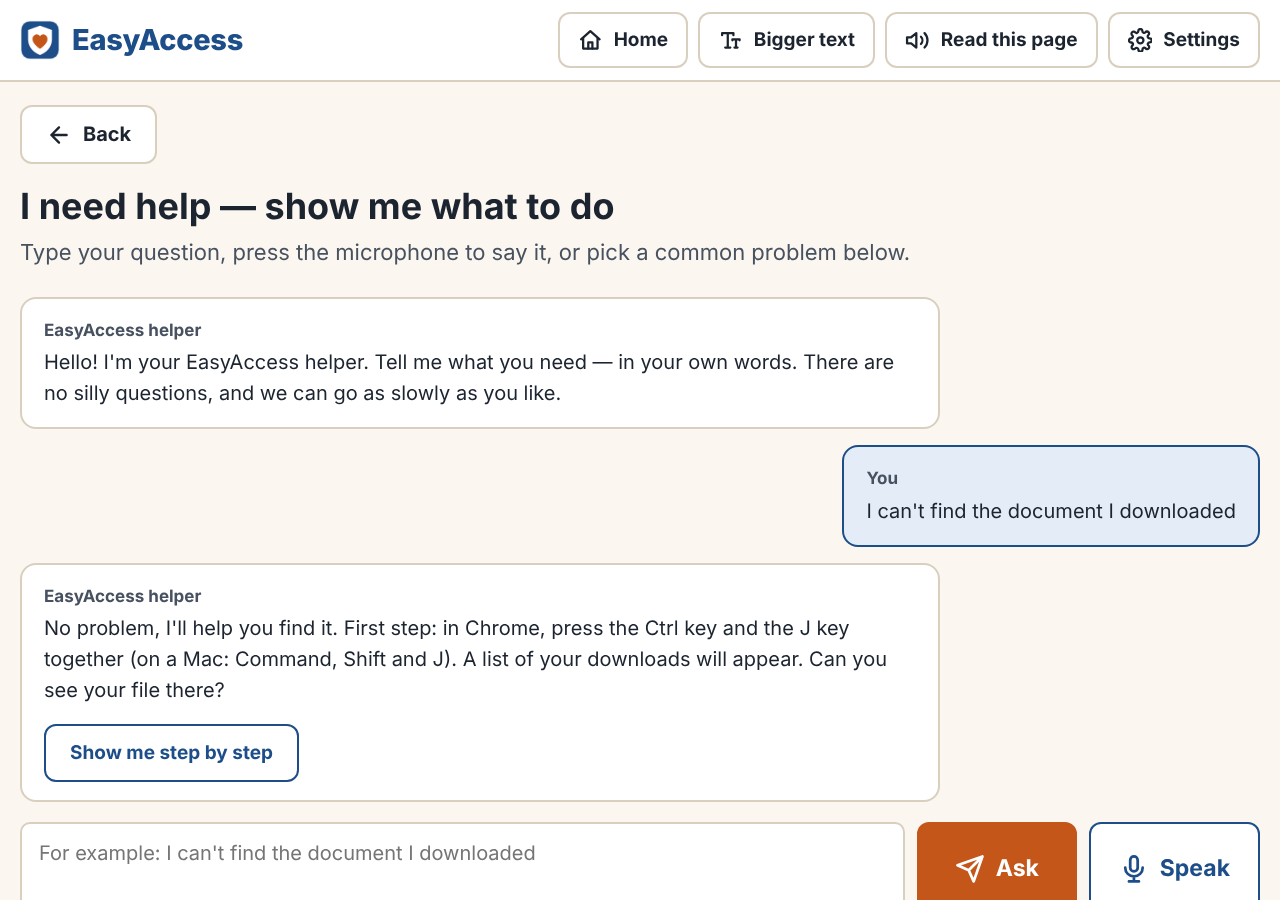 EasyAccess
Home
Bigger text
Read this page
Settings
Back
I need help — show me what to do
Type your question, press the microphone to say it, or pick a common problem below.
EasyAccess helper
Hello! I'm your EasyAccess helper. Tell me what you need — in your own words. There are
no silly questions, and we can go as slowly as you like.
You
I can't find the document I downloaded
EasyAccess helper
No problem, I'll help you find it. First step: in Chrome, press the Ctrl key and the J key
together (on a Mac: Command, Shift and J). A list of your downloads will appear. Can you
see your file there?
Show me step by step
For example: I can't find the document I downloaded
Ask
Speak